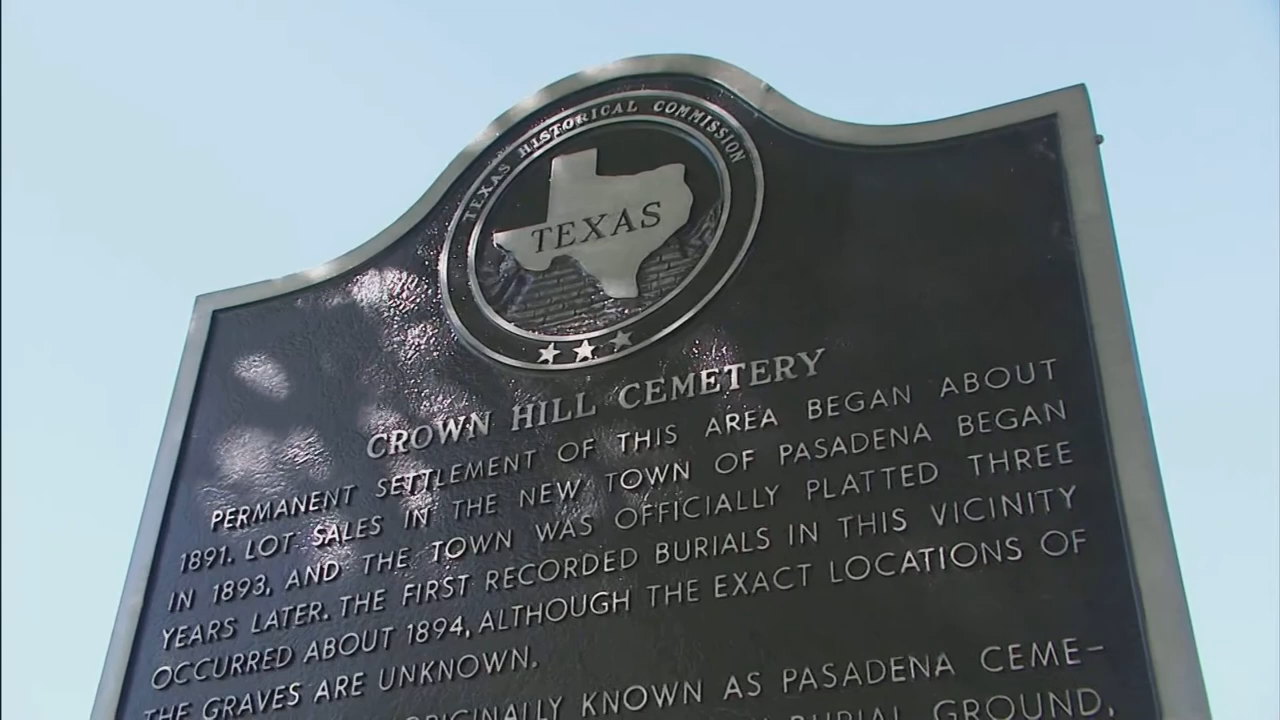 TEXAS HISTORICAL COMMISSION
TEXAS
CROWN HILL CEMETERY
PERMANENT SETTLEMENT OF THIS AREA BEGAN ABOUT
1891. LOT SALES IN THE NEW TOWN OF PASADENA BEGAN
IN 1893, AND THE TOWN WAS OFFICIALLY PLATTED THREE
YEARS LATER. THE FIRST RECORDED BURIALS IN THIS VICINITY
OCCURRED ABOUT 1894, ALTHOUGH THE EXACT LOCATIONS OF
THE GRAVES ARE UNKNOWN.
ORIGINALLY KNOWN AS PASADENA CEME-
BURIAL GROUND,